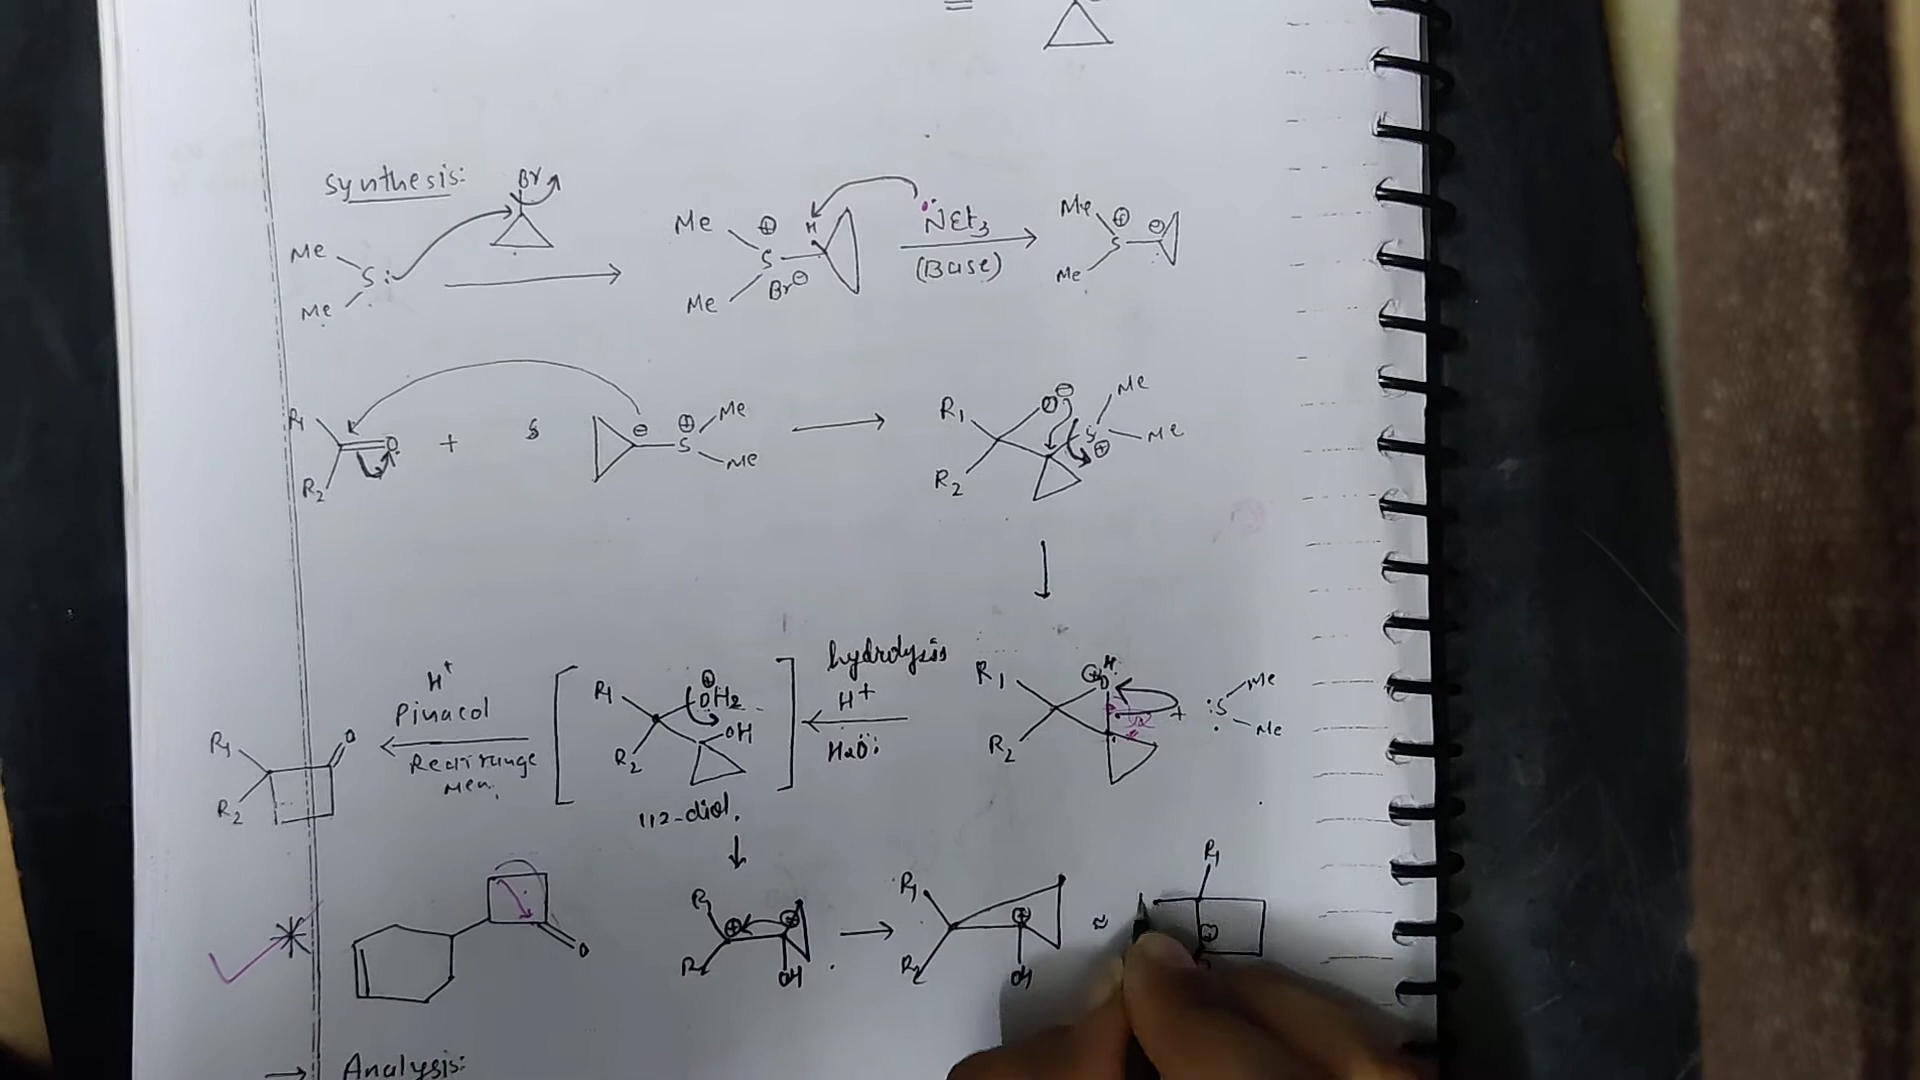 synthesis:
Br
Me
S:
Me
Me
⊕
S
H
Br⊖
Me
N̈Et3
(Base)
Me
⊕
S
⊖
Me
R1
O
R2
+
⊖
⊕
S
Me
Me
R1
R2
O⊖
S
⊕
Me
Me
H+
Pinacol
Rearrange
men.
R1
R2
O
R1
⊕
OH2
OH
R2
1,2-diol.
hydrolysis
H+
H2O:
R1
H
⊕O
R2
+
:S
Me
Me
O
R1
⊕
⊕
R2
OH
R1
⊕
R2
OH
≈
R1
⊕
→ Analysis: